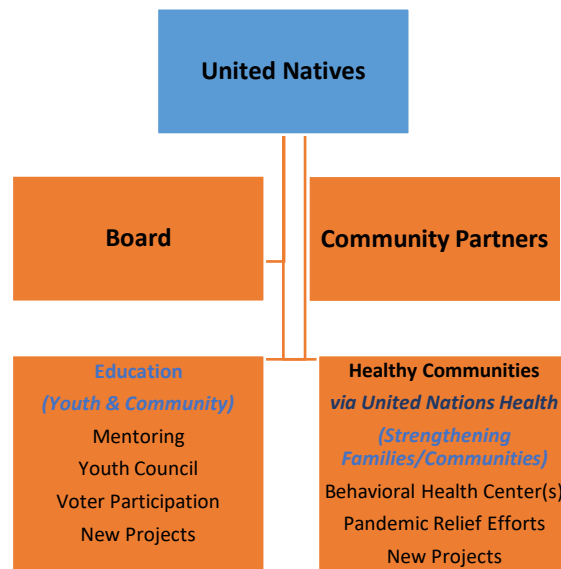 United Natives
Board
Community Partners
Education
(Youth & Community)
Mentoring
Youth Council
Voter Participation
New Projects
Healthy Communities
via United Nations Health
(Strengthening
Families/Communities)
Behavioral Health Center(s)
Pandemic Relief Efforts
New Projects